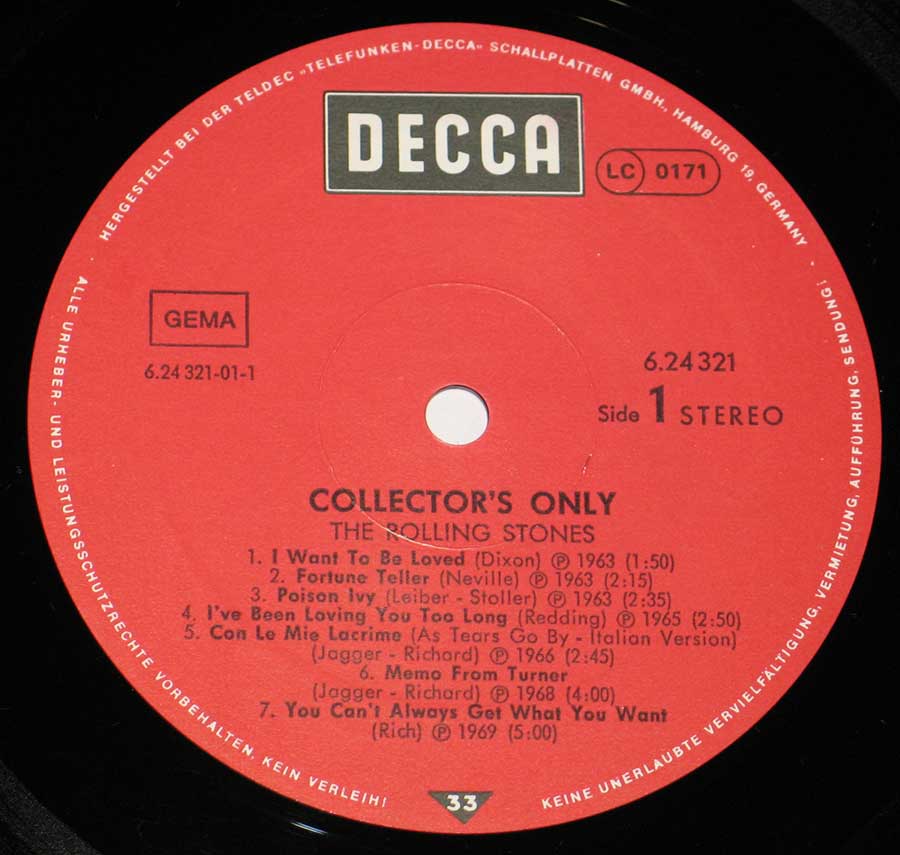 HERGESTELLT BEI DER TELDEC „TELEFUNKEN-DECCA“ SCHALLPLATTEN GMBH., HAMBURG 19, GERMANY
DECCA
LC 0171
GEMA
6.24 321-01-1
6.24 321
Side 1 STEREO
COLLECTOR'S ONLY
THE ROLLING STONES
1. I Want To Be Loved (Dixon) ℗ 1963 (1:50)
2. Fortune Teller (Neville) ℗ 1963 (2:15)
3. Poison Ivy (Leiber - Stoller) ℗ 1963 (2:35)
4. I've Been Loving You Too Long (Redding) ℗ 1965 (2:50)
5. Con Le Mie Lacrime (As Tears Go By - Italian Version)
(Jagger - Richard) ℗ 1966 (2:45)
6. Memo From Turner
(Jagger - Richard) ℗ 1968 (4:00)
7. You Can't Always Get What You Want
(Rich) ℗ 1969 (5:00)
33
ALLE URHEBER- UND LEISTUNGSSCHUTZRECHTE VORBEHALTEN, KEIN VERLEIH!
KEINE UNERLAUBTE VERVIELFÄLTIGUNG, VERMIETUNG, AUFFÜHRUNG, SENDUNG!